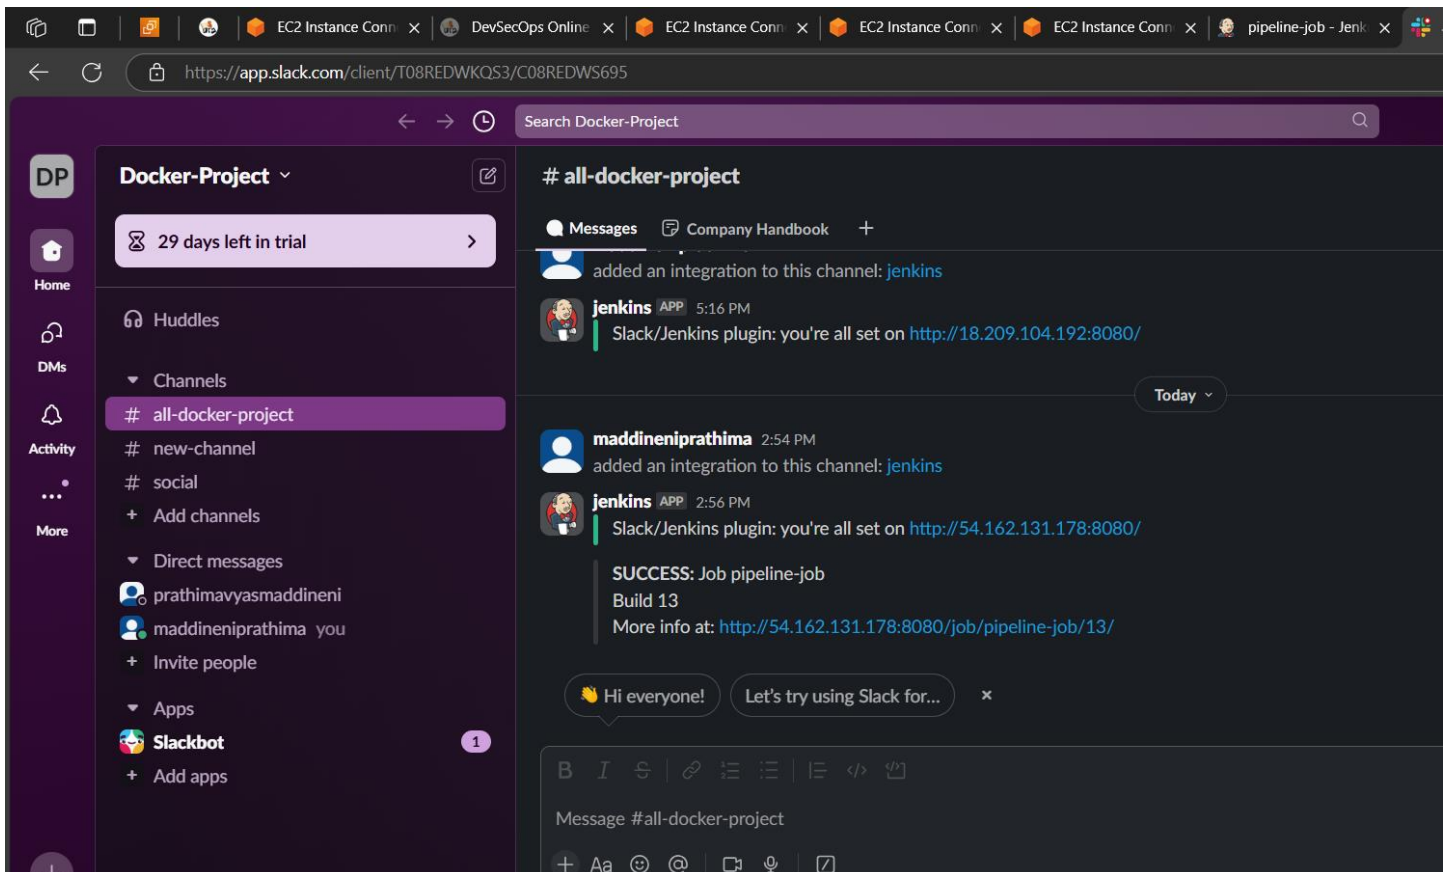 EC2 Instance Conn
DevSecOps Online
EC2 Instance Conn
EC2 Instance Conn
EC2 Instance Conn
pipeline-job - Jenk
https://app.slack.com/client/T08REDWKQS3/C08REDWS695
Search Docker-Project
DP
Home
DMs
Activity
More
Docker-Project
29 days left in trial
Huddles
Channels
# all-docker-project
# new-channel
# social
+ Add channels
Direct messages
prathimavyasmaddineni
maddineniprathima you
+ Invite people
Apps
Slackbot 1
+ Add apps
# all-docker-project
Messages Company Handbook +
added an integration to this channel: jenkins
jenkins APP 5:16 PM
Slack/Jenkins plugin: you're all set on http://18.209.104.192:8080/
Today
maddineniprathima 2:54 PM
added an integration to this channel: jenkins
jenkins APP 2:56 PM
Slack/Jenkins plugin: you're all set on http://54.162.131.178:8080/
SUCCESS: Job pipeline-job
Build 13
More info at: http://54.162.131.178:8080/job/pipeline-job/13/
👋 Hi everyone! Let's try using Slack for...
B I S
Message #all-docker-project
+ Aa @